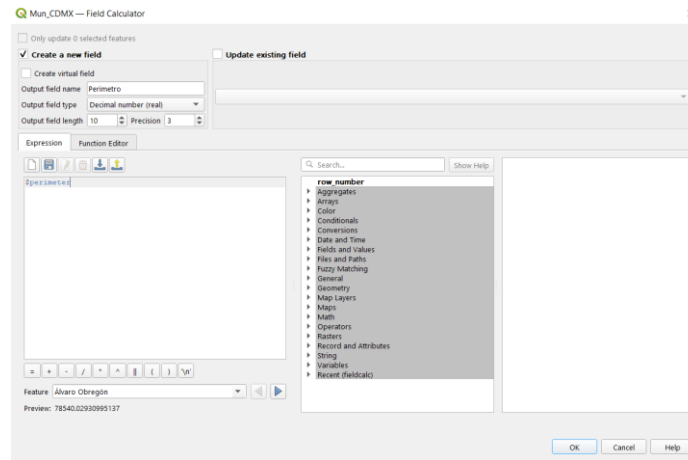 Mun_CDMX — Field Calculator
Only update 0 selected features
Create a new field
Update existing field
Create virtual field
Output field name Perimetro
Output field type Decimal number (real)
Output field length 10 Precision 3
Expression Function Editor
Search... Show Help
$perimeter
row_number
Aggregates
Arrays
Color
Conditionals
Conversions
Date and Time
Fields and Values
Files and Paths
Fuzzy Matching
General
Geometry
Map Layers
Maps
Math
Operators
Rasters
Record and Attributes
String
Variables
Recent (fieldcalc)
= + - / * ^ || ( ) '\n'
Feature Álvaro Obregón
Preview: 78540.02930995137
OK Cancel Help